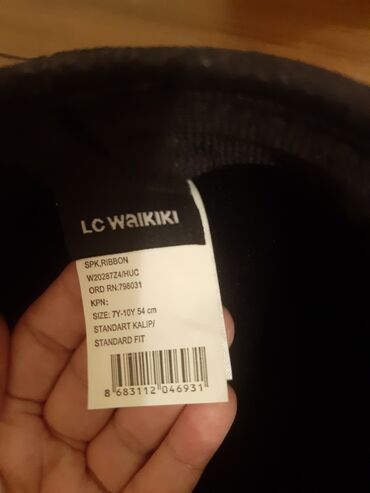 LC WAIKIKI
SPK,RIBBON
W20287Z4/HUC
ORD RN:798031
KPN:
SIZE: 7Y-10Y 54 cm
STANDART KALIP/
STANDARD FIT
8 683112 046931